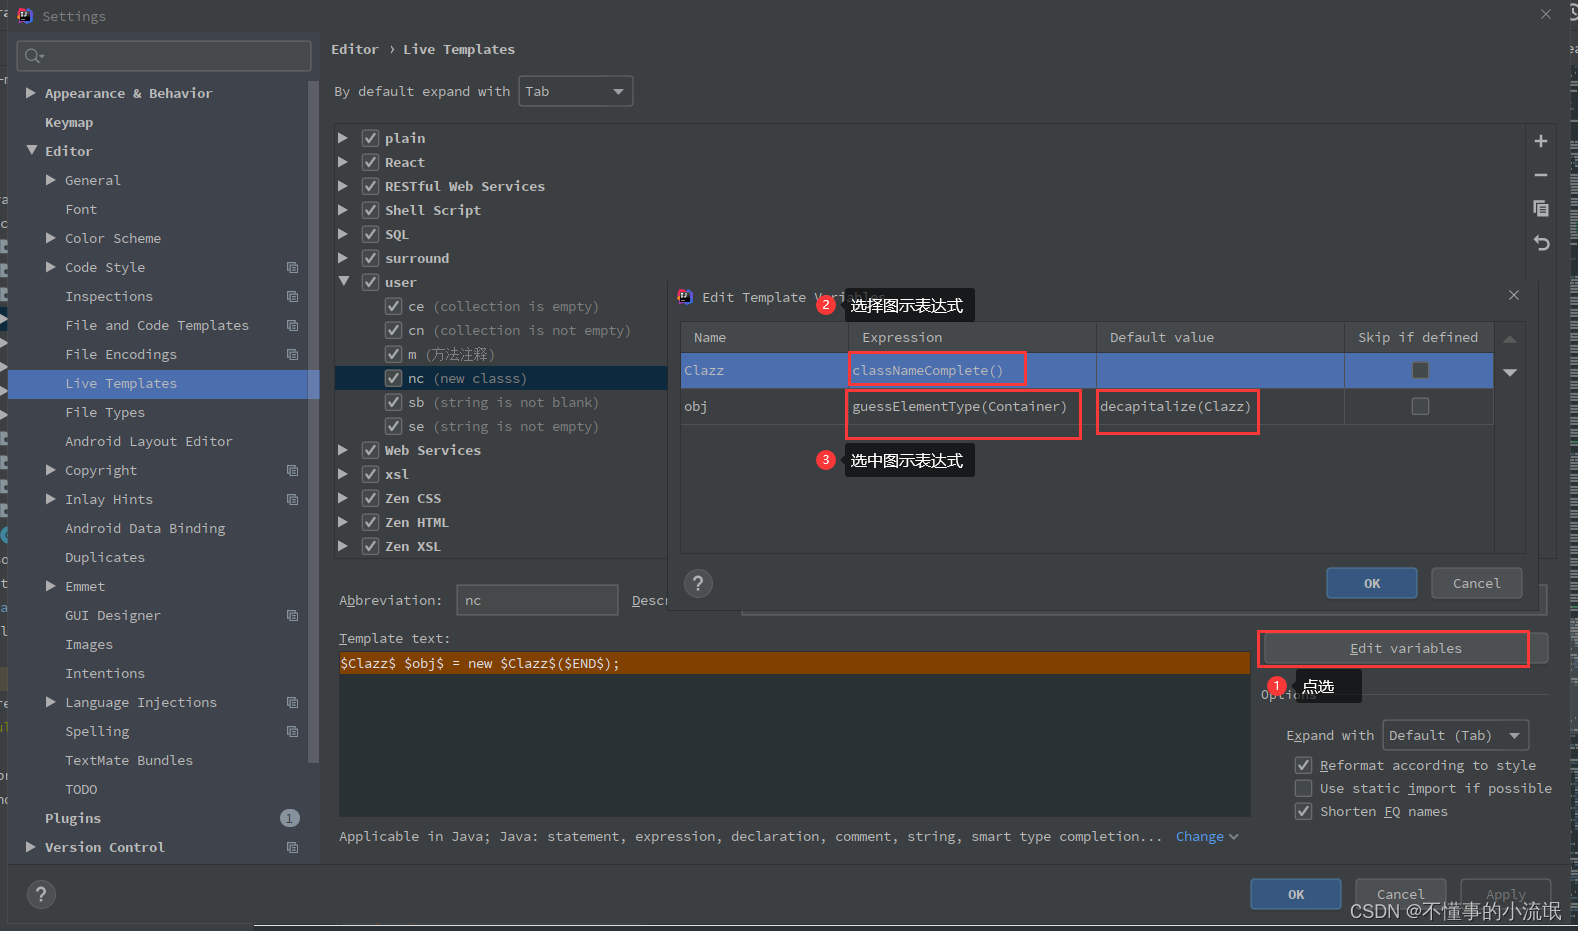 Settings
Appearance & Behavior
Keymap
Editor
General
Font
Color Scheme
Code Style
Inspections
File and Code Templates
File Encodings
Live Templates
File Types
Android Layout Editor
Copyright
Inlay Hints
Android Data Binding
Duplicates
Emmet
GUI Designer
Images
Intentions
Language Injections
Spelling
TextMate Bundles
TODO
Plugins 1
Version Control
Editor › Live Templates
By default expand with Tab
plain
React
RESTful Web Services
Shell Script
SQL
surround
user
ce (collection is empty)
cn (collection is not empty)
m (方法注释)
nc (new classs)
sb (string is not blank)
se (string is not empty)
Web Services
xsl
Zen CSS
Zen HTML
Zen XSL
Edit Template
2 选择图示表达式
Name Expression Default value Skip if defined
Clazz classNameComplete()
obj guessElementType(Container) decapitalize(Clazz)
3 选中图示表达式
? OK Cancel
Abbreviation: nc
Template text:
$Clazz$ $obj$ = new $Clazz$($END$);
Edit variables
1 点选
Expand with Default (Tab)
Reformat according to style
Use static import if possible
Shorten FQ names
Applicable in Java; Java: statement, expression, declaration, comment, string, smart type completion... Change
? OK Cancel Apply
CSDN @不懂事的小流氓